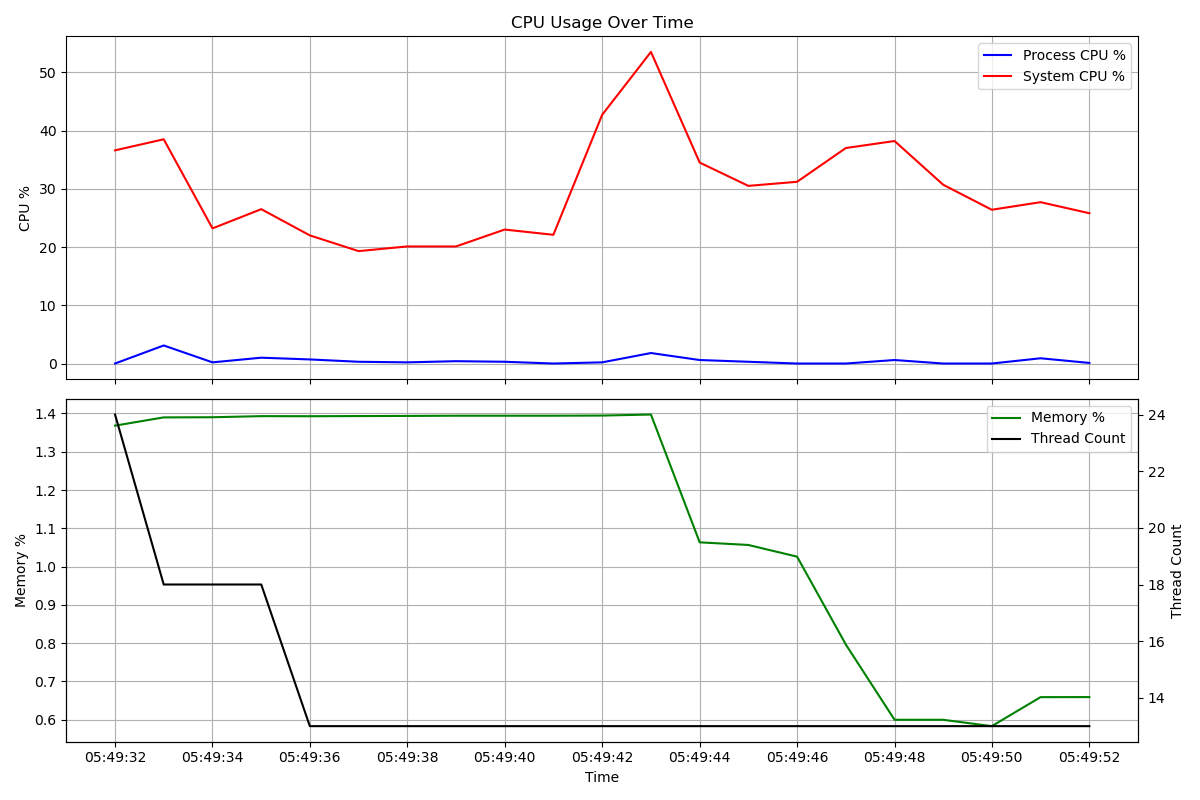 CPU Usage Over Time
Process CPU %
System CPU %
CPU %
50
40
30
20
10
0
Memory %
Thread Count
Memory %
1.4
1.3
1.2
1.1
1.0
0.9
0.8
0.7
0.6
24
22
20
18
16
14
Thread Count
05:49:32 05:49:34 05:49:36 05:49:38 05:49:40 05:49:42 05:49:44 05:49:46 05:49:48 05:49:50 05:49:52
Time